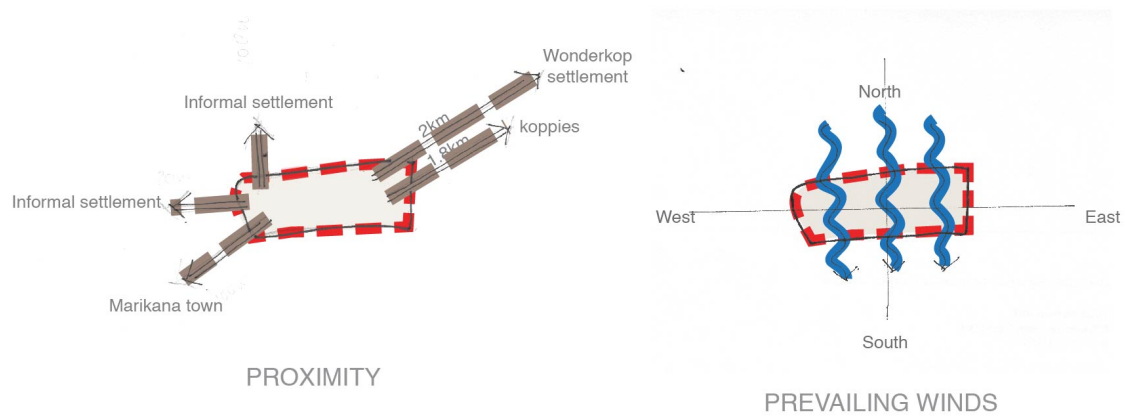 Wonderkop
settlement
Informal settlement
2km
koppies
1.8km
Informal settlement
Marikana town
PROXIMITY
North
West
East
South
PREVAILING WINDS